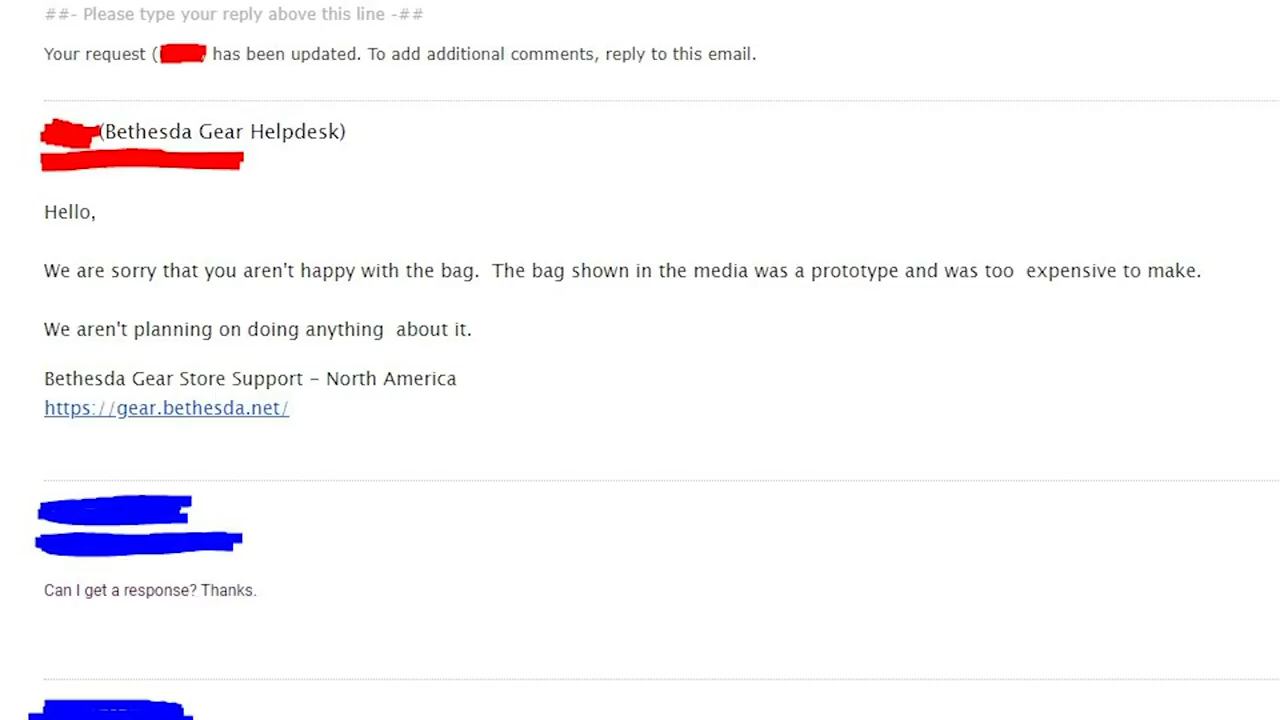 ##- Please type your reply above this line -##
Your request ( has been updated. To add additional comments, reply to this email.
(Bethesda Gear Helpdesk)
Hello,
We are sorry that you aren't happy with the bag.  The bag shown in the media was a prototype and was too  expensive to make.
We aren't planning on doing anything  about it.
Bethesda Gear Store Support – North America
https://gear.bethesda.net/
Can I get a response? Thanks.